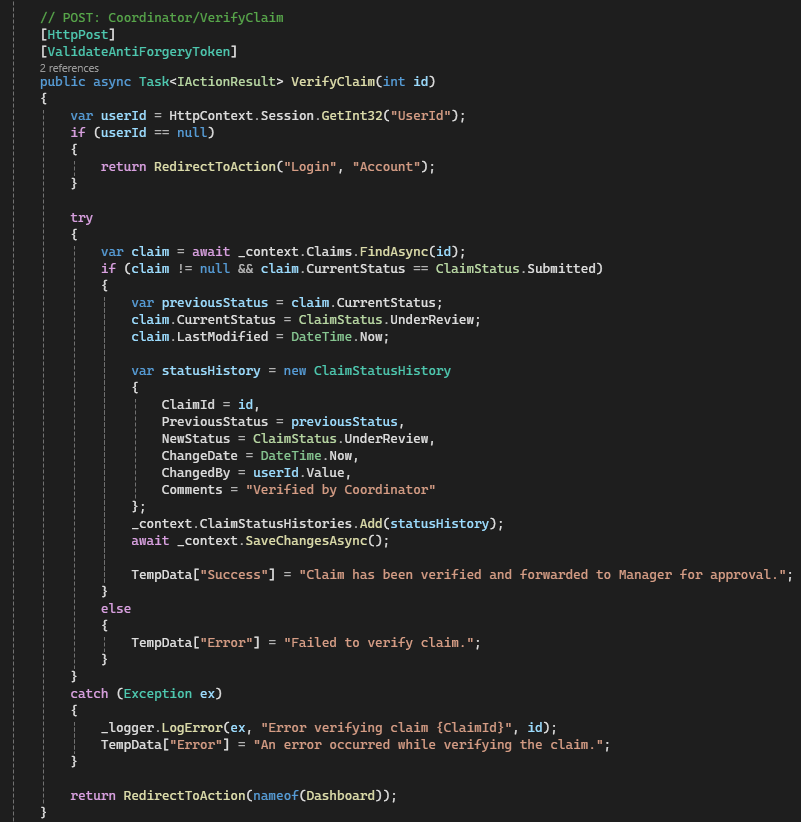 // POST: Coordinator/VerifyClaim
[HttpPost]
[ValidateAntiForgeryToken]
2 references
public async Task<IActionResult> VerifyClaim(int id)
{
var userId = HttpContext.Session.GetInt32("UserId");
if (userId == null)
{
return RedirectToAction("Login", "Account");
}
try
{
var claim = await _context.Claims.FindAsync(id);
if (claim != null && claim.CurrentStatus == ClaimStatus.Submitted)
{
var previousStatus = claim.CurrentStatus;
claim.CurrentStatus = ClaimStatus.UnderReview;
claim.LastModified = DateTime.Now;
var statusHistory = new ClaimStatusHistory
{
ClaimId = id,
PreviousStatus = previousStatus,
NewStatus = ClaimStatus.UnderReview,
ChangeDate = DateTime.Now,
ChangedBy = userId.Value,
Comments = "Verified by Coordinator"
};
_context.ClaimStatusHistories.Add(statusHistory);
await _context.SaveChangesAsync();
TempData["Success"] = "Claim has been verified and forwarded to Manager for approval.";
}
else
{
TempData["Error"] = "Failed to verify claim.";
}
}
catch (Exception ex)
{
_logger.LogError(ex, "Error verifying claim {ClaimId}", id);
TempData["Error"] = "An error occurred while verifying the claim.";
}
return RedirectToAction(nameof(Dashboard));
}